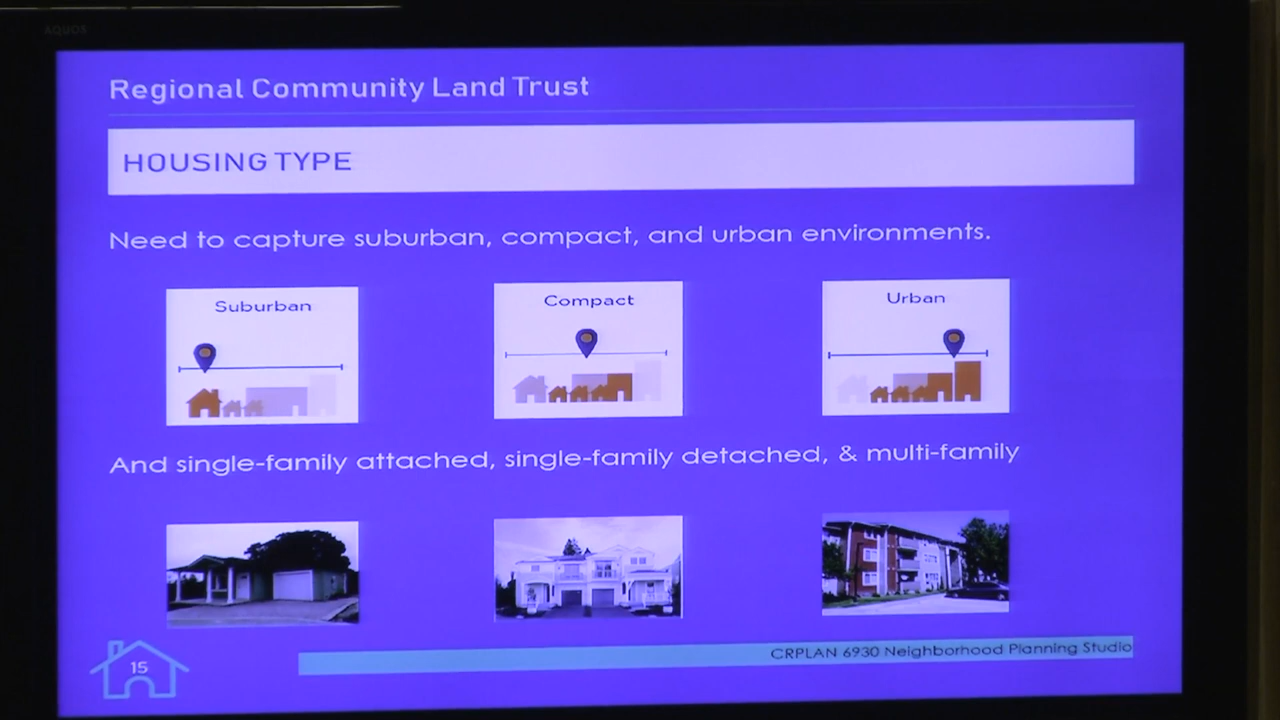 AQUOS
Regional Community Land Trust
HOUSING TYPE
Need to capture suburban, compact, and urban environments.
Suburban
Compact
Urban
And single-family attached, single-family detached, & multi-family
15
CRPLAN 6930 Neighborhood Planning Studio